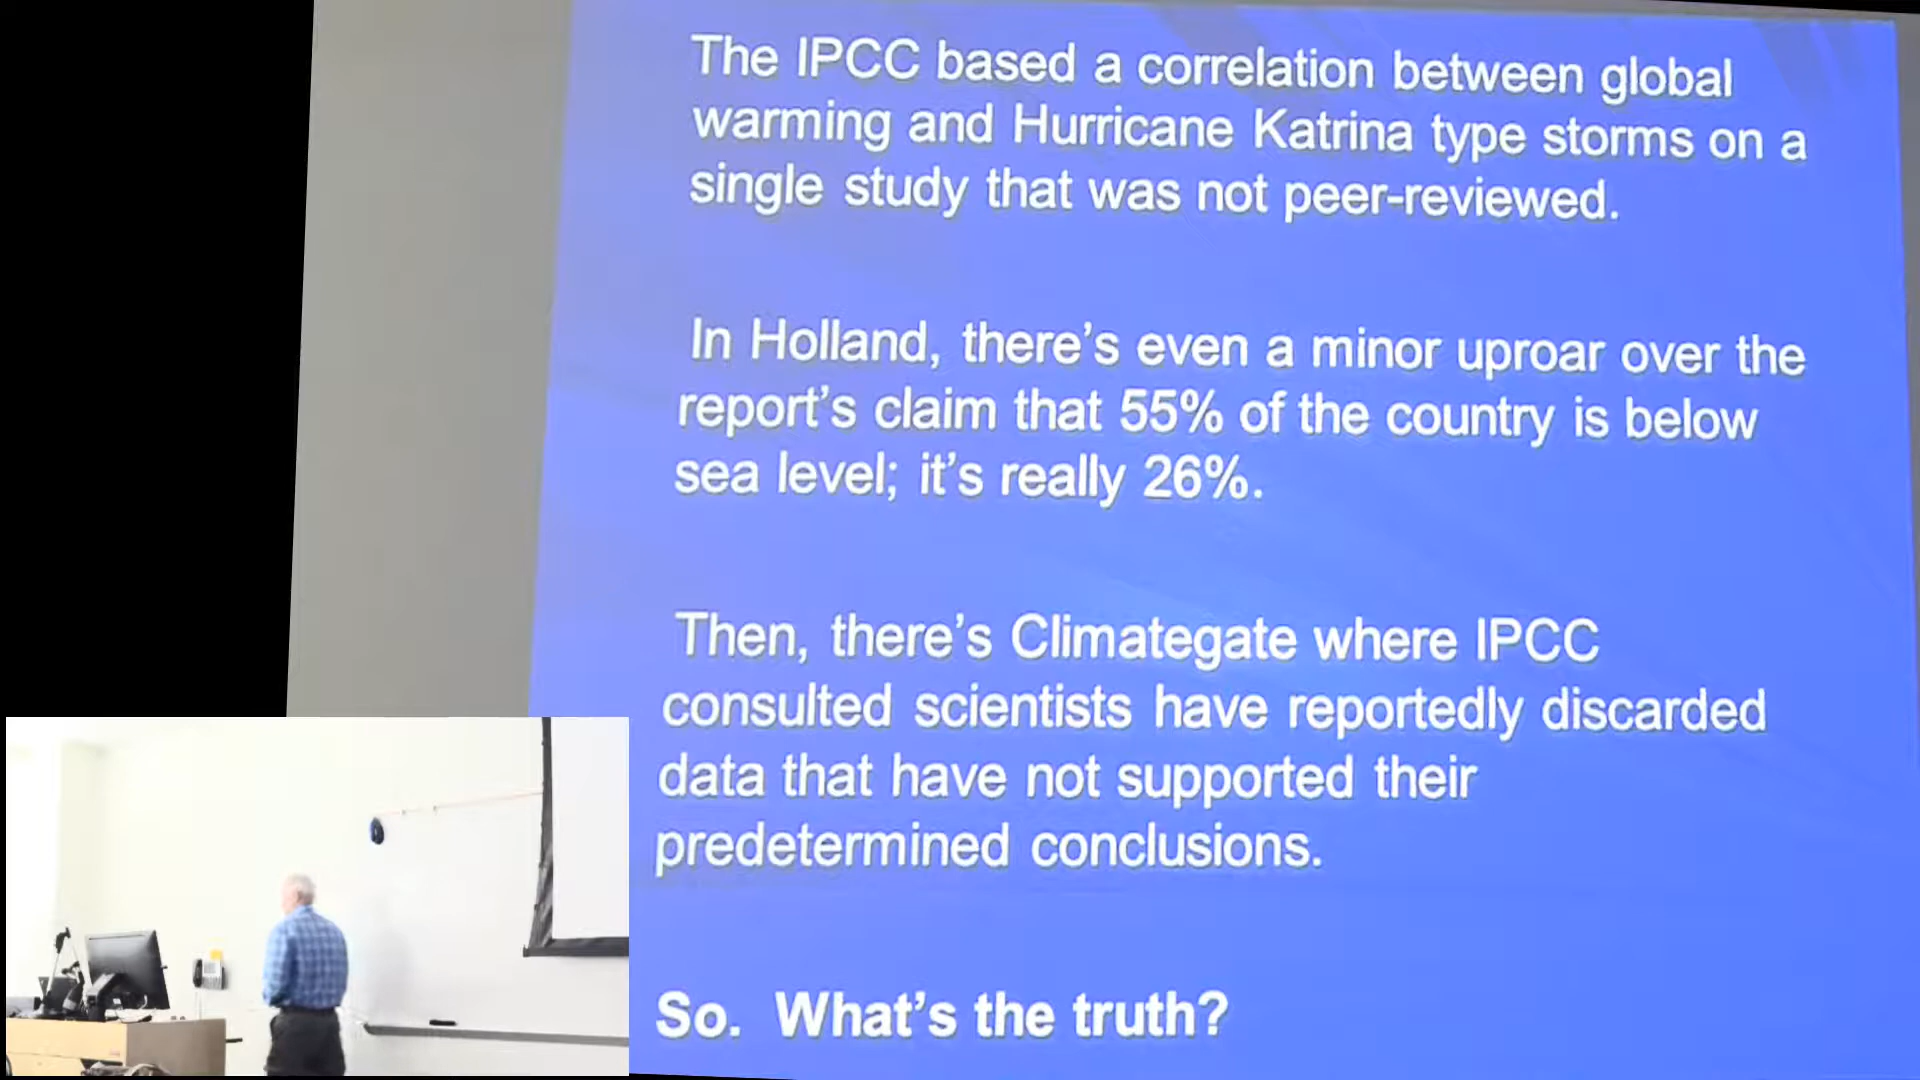 The IPCC based a correlation between global
warming and Hurricane Katrina type storms on a
single study that was not peer-reviewed.
In Holland, there's even a minor uproar over the
report's claim that 55% of the country is below
sea level; it's really 26%.
Then, there's Climategate where IPCC
consulted scientists have reportedly discarded
data that have not supported their
predetermined conclusions.
So. What's the truth?